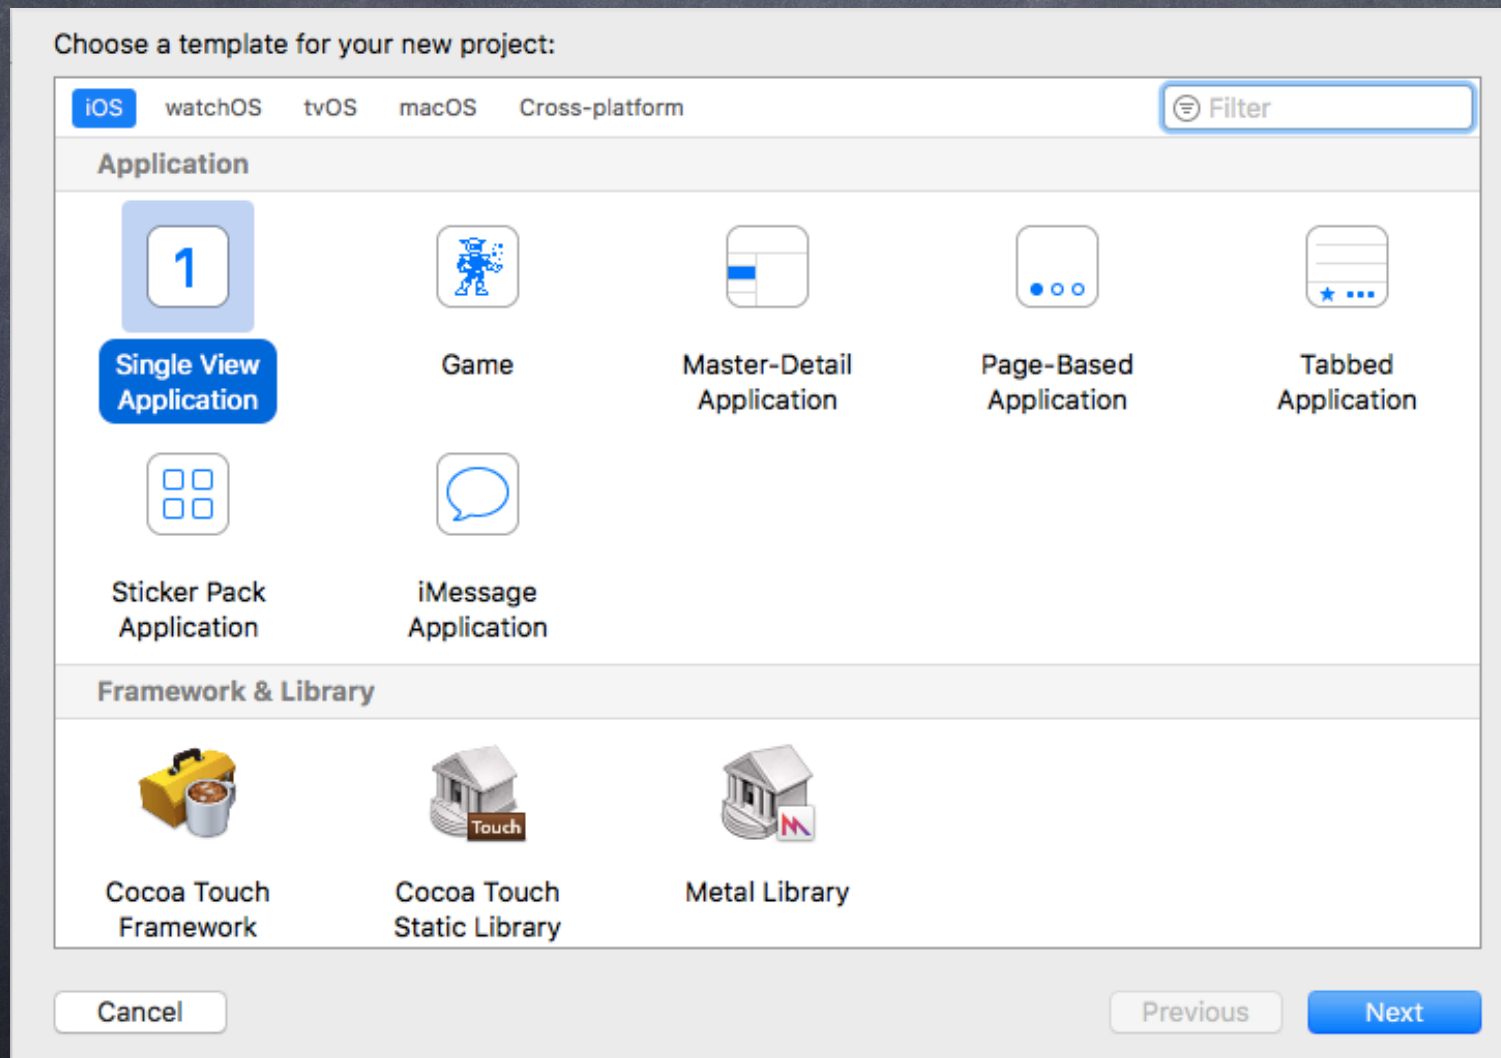 Choose a template for your new project:
iOS watchOS tvOS macOS Cross-platform Filter
Application
1
Single View Application
Game
Master-Detail Application
Page-Based Application
Tabbed Application
Sticker Pack Application
iMessage Application
Framework & Library
Touch
Cocoa Touch Framework
Cocoa Touch Static Library
Metal Library
Cancel Previous Next